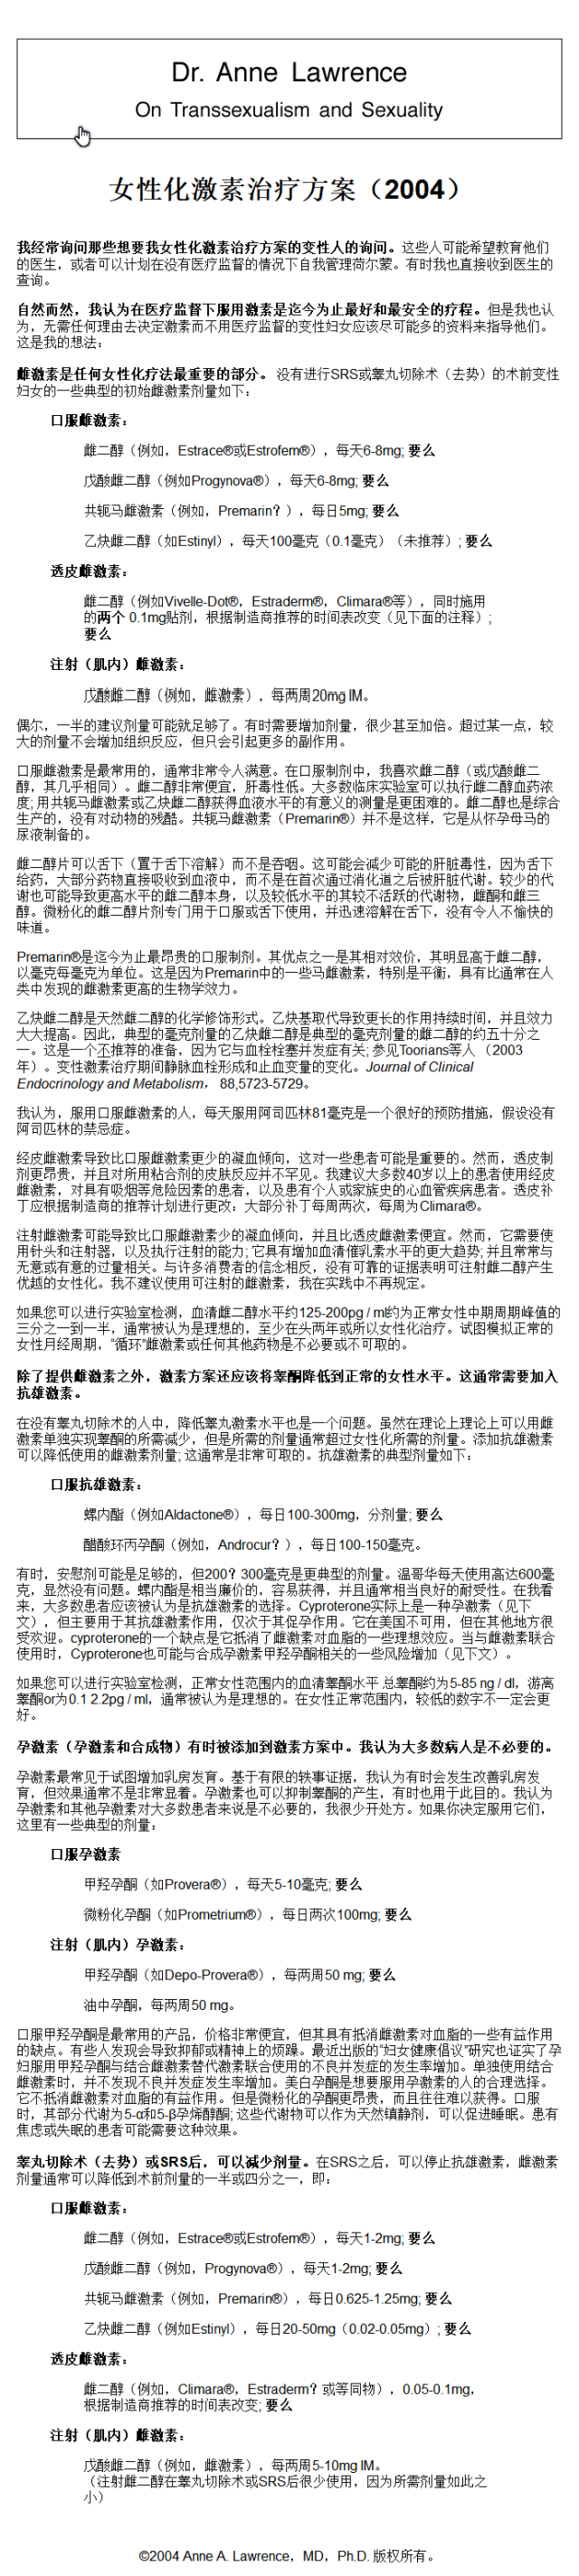 Dr. Anne Lawrence
On Transsexualism and Sexuality
女性化激素治疗方案（2004）
我经常询问那些想要我女性化激素治疗方案的变性人的询问。这些人可能希望教育他们
的医生，或者可以计划在没有医疗监督的情况下自我管理荷尔蒙。有时我也直接收到医生的
查询。
自然而然，我认为在医疗监督下服用激素是迄今为止最好和最安全的疗程。但是我也认
为，无需任何理由去决定激素而不用医疗监督的变性妇女应该尽可能多的资料来指导他们。
这是我的想法：
雌激素是任何女性化疗法最重要的部分。 没有进行SRS或睾丸切除术（去势）的术前变性
妇女的一些典型的初始雌激素剂量如下：
口服雌激素：
雌二醇（例如，Estrace®或Estrofem®），每天6-8mg; 要么
戊酸雌二醇（例如Progynova®），每天6-8mg; 要么
共轭马雌激素（例如，Premarin？），每日5mg; 要么
乙炔雌二醇（如Estinyl），每天100毫克（0.1毫克）（未推荐）; 要么
透皮雌激素：
雌二醇（例如Vivelle-Dot®，Estraderm®，Climara®等），同时施用
的两个 0.1mg贴剂，根据制造商推荐的时间表改变（见下面的注释）;
要么
注射（肌内）雌激素：
戊酸雌二醇（例如，雌激素），每两周20mg IM。
偶尔，一半的建议剂量可能就足够了。有时需要增加剂量，很少甚至加倍。超过某一点，较
大的剂量不会增加组织反应，但只会引起更多的副作用。
口服雌激素是最常用的，通常非常令人满意。在口服制剂中，我喜欢雌二醇（或戊酸雌二
醇，其几乎相同）。雌二醇非常便宜，肝毒性低。大多数临床实验室可以执行雌二醇血药浓
度; 用共轭马雌激素或乙炔雌二醇获得血液水平的有意义的测量是更困难的。雌二醇也是综合
生产的，没有对动物的残酷。共轭马雌激素（Premarin®）并不是这样，它是从怀孕母马的
尿液制备的。
雌二醇片可以舌下（置于舌下溶解）而不是吞咽。这可能会减少可能的肝脏毒性，因为舌下
给药，大部分药物直接吸收到血液中，而不是在首次通过消化道之后被肝脏代谢。较少的代
谢也可能导致更高水平的雌二醇本身，以及较低水平的其较不活跃的代谢物，雌酮和雌三
醇。微粉化的雌二醇片剂专门用于口服或舌下使用，并迅速溶解在舌下，没有令人不愉快的
味道。
Premarin®是迄今为止最昂贵的口服制剂。其优点之一是其相对效价，其明显高于雌二醇，
以毫克每毫克为单位。这是因为Premarin中的一些马雌激素，特别是平衡，具有比通常在人
类中发现的雌激素更高的生物学效力。
乙炔雌二醇是天然雌二醇的化学修饰形式。乙炔基取代导致更长的作用持续时间，并且效力
大大提高。因此，典型的毫克剂量的乙炔雌二醇是典型的毫克剂量的雌二醇的约五十分之
一。这是一个不推荐的准备，因为它与血栓栓塞并发症有关; 参见Toorians等人 （2003
年）。变性激素治疗期间静脉血栓形成和止血变量的变化。Journal of Clinical
Endocrinology and Metabolism， 88,5723-5729。
我认为，服用口服雌激素的人，每天服用阿司匹林81毫克是一个很好的预防措施，假设没有
阿司匹林的禁忌症。
经皮雌激素导致比口服雌激素更少的凝血倾向，这对一些患者可能是重要的。然而，透皮制
剂更昂贵，并且对所用粘合剂的皮肤反应并不罕见。我建议大多数40岁以上的患者使用经皮
雌激素，对具有吸烟等危险因素的患者，以及患有个人或家族史的心血管疾病患者。透皮补
丁应根据制造商的推荐计划进行更改：大部分补丁每周两次，每周为Climara®。
注射雌激素可能导致比口服雌激素少的凝血倾向，并且比透皮雌激素便宜。然而，它需要使
用针头和注射器，以及执行注射的能力; 它具有增加血清催乳素水平的更大趋势; 并且常常与
无意或有意的过量相关。与许多消费者的信念相反，没有可靠的证据表明可注射雌二醇产生
优越的女性化。我不建议使用可注射的雌激素，我在实践中不再规定。
如果您可以进行实验室检测，血清雌二醇水平约125-200pg / ml约为正常女性中期周期峰值的
三分之一到一半，通常被认为是理想的，至少在头两年或所以女性化治疗。试图模拟正常的
女性月经周期，“循环”雌激素或任何其他药物是不必要或不可取的。
除了提供雌激素之外，激素方案还应该将睾酮降低到正常的女性水平。这通常需要加入
抗雄激素。
在没有睾丸切除术的人中，降低睾丸激素水平也是一个问题。虽然在理论上理论上可以用雌
激素单独实现睾酮的所需减少，但是所需的剂量通常超过女性化所需的剂量。添加抗雄激素
可以降低使用的雌激素剂量; 这通常是非常可取的。抗雄激素的典型剂量如下：
口服抗雄激素：
螺内酯（例如Aldactone®），每日100-300mg，分剂量; 要么
醋酸环丙孕酮（例如，Androcur？），每日100-150毫克。
有时，安慰剂可能是足够的，但200？300毫克是更典型的剂量。温哥华每天使用高达600毫
克，显然没有问题。螺内酯是相当廉价的，容易获得，并且通常相当良好的耐受性。在我看
来，大多数患者应该被认为是抗雄激素的选择。Cyproterone实际上是一种孕激素（见下
文），但主要用于其抗雄激素作用，仅次于其促孕作用。它在美国不可用，但在其他地方很
受欢迎。cyproterone的一个缺点是它抵消了雌激素对血脂的一些理想效应。当与雌激素联合
使用时，Cyproterone也可能与合成孕激素甲羟孕酮相关的一些风险增加（见下文）。
如果您可以进行实验室检测，正常女性范围内的血清睾酮水平 总睾酮约为5-85 ng / dl，游离
睾酮or为0.1 2.2pg / ml，通常被认为是理想的。在女性正常范围内，较低的数字不一定会更
好。
孕激素（孕激素和合成物）有时被添加到激素方案中。我认为大多数病人是不必要的。
孕激素最常见于试图增加乳房发育。基于有限的轶事证据，我认为有时会发生改善乳房发
育，但效果通常不是非常显着。孕激素也可以抑制睾酮的产生，有时也用于此目的。我认为
孕激素和其他孕激素对大多数患者来说是不必要的，我很少开处方。如果你决定服用它们，
这里有一些典型的剂量：
口服孕激素
甲羟孕酮（如Provera®），每天5-10毫克; 要么
微粉化孕酮（如Prometrium®），每日两次100mg; 要么
注射（肌内）孕激素：
甲羟孕酮（如Depo-Provera®），每两周50 mg; 要么
油中孕酮，每两周50 mg。
口服甲羟孕酮是最常用的产品，价格非常便宜，但其具有抵消雌激素对血脂的一些有益作用
的缺点。有些人发现会导致抑郁或精神上的烦躁。最近出版的“妇女健康倡议”研究也证实了孕
妇服用甲羟孕酮与结合雌激素替代激素联合使用的不良并发症的发生率增加。单独使用结合
雌激素时，并不发现不良并发症发生率增加。美白孕酮是想要服用孕激素的人的合理选择。
它不抵消雌激素对血脂的有益作用。但是微粉化的孕酮更昂贵，而且往往难以获得。口服
时，其部分代谢为5-α和5-β孕烯醇酮; 这些代谢物可以作为天然镇静剂，可以促进睡眠。患有
焦虑或失眠的患者可能需要这种效果。
睾丸切除术（去势）或SRS后，可以减少剂量。在SRS之后，可以停止抗雄激素，雌激素
剂量通常可以降低到术前剂量的一半或四分之一，即：
口服雌激素：
雌二醇（例如，Estrace®或Estrofem®），每天1-2mg; 要么
戊酸雌二醇（例如，Progynova®），每天1-2mg; 要么
共轭马雌激素（例如，Premarin®），每日0.625-1.25mg; 要么
乙炔雌二醇（例如Estinyl），每日20-50mg（0.02-0.05mg）; 要么
透皮雌激素：
雌二醇（例如，Climara®，Estraderm？或等同物），0.05-0.1mg，
根据制造商推荐的时间表改变; 要么
注射（肌内）雌激素：
戊酸雌二醇（例如，雌激素），每两周5-10mg IM。
（注射雌二醇在睾丸切除术或SRS后很少使用，因为所需剂量如此之
小）
©2004 Anne A. Lawrence，MD，Ph.D. 版权所有。